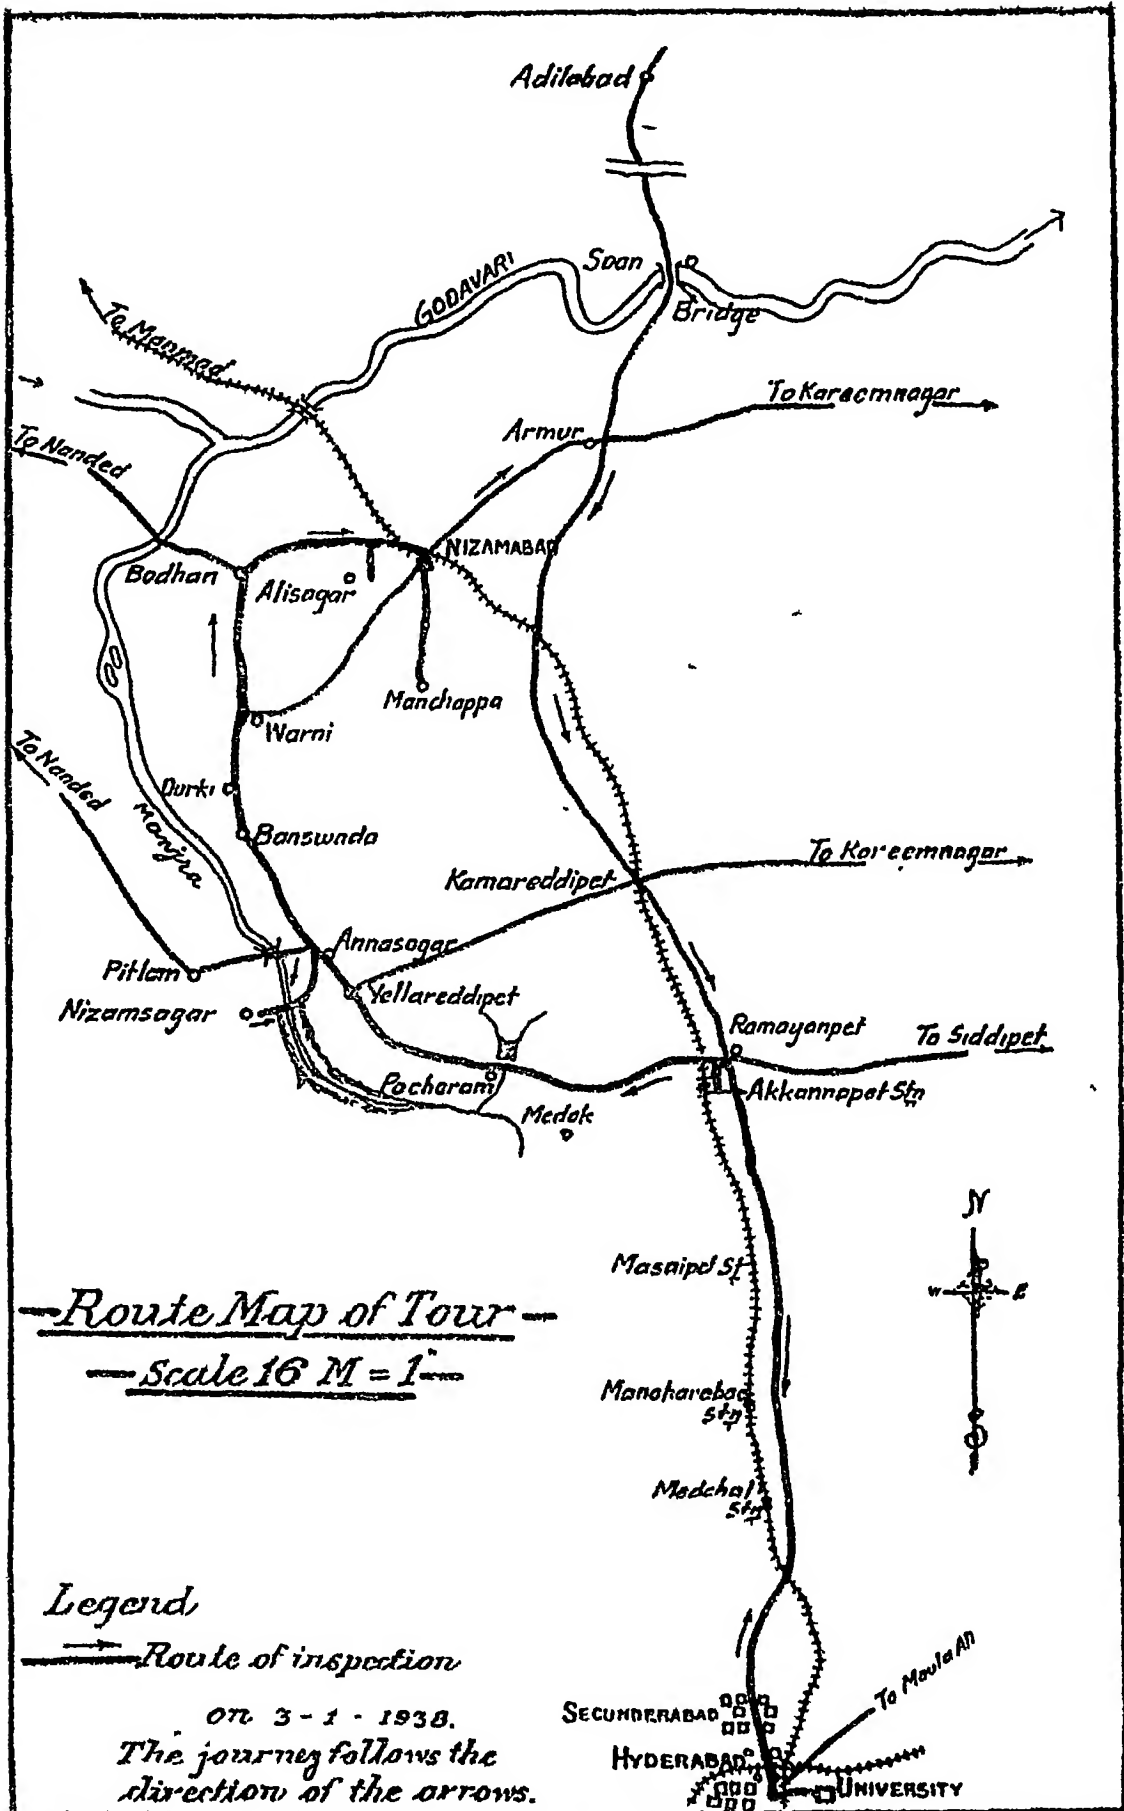 Adilabad
Soan
Bridge
GODAVARI
To Manmad
To Kareemnagar
Armur
To Nanded
NIZAMABAD
Bodhan
Alisagar
Manchappa
Warni
To Nanded
Durki
Manjra
Banswada
To Kareemnagar
Kamareddipet
Annasagar
Pitlam
Yellareddipet
Nizamsagar
Ramayanpet
To Siddipet
Pocharam
Akkannapet Stn
Medak
N
W E
Masaipet St
Route Map of Tour
Scale 16 M = 1"
Manoharabad
Stn
Medchal
Stn
Legend
Route of inspection
on 3-1-1938.
The journey follows the
direction of the arrows.
To Maula Ali
SECUNDERABAD
HYDERABAD
UNIVERSITY